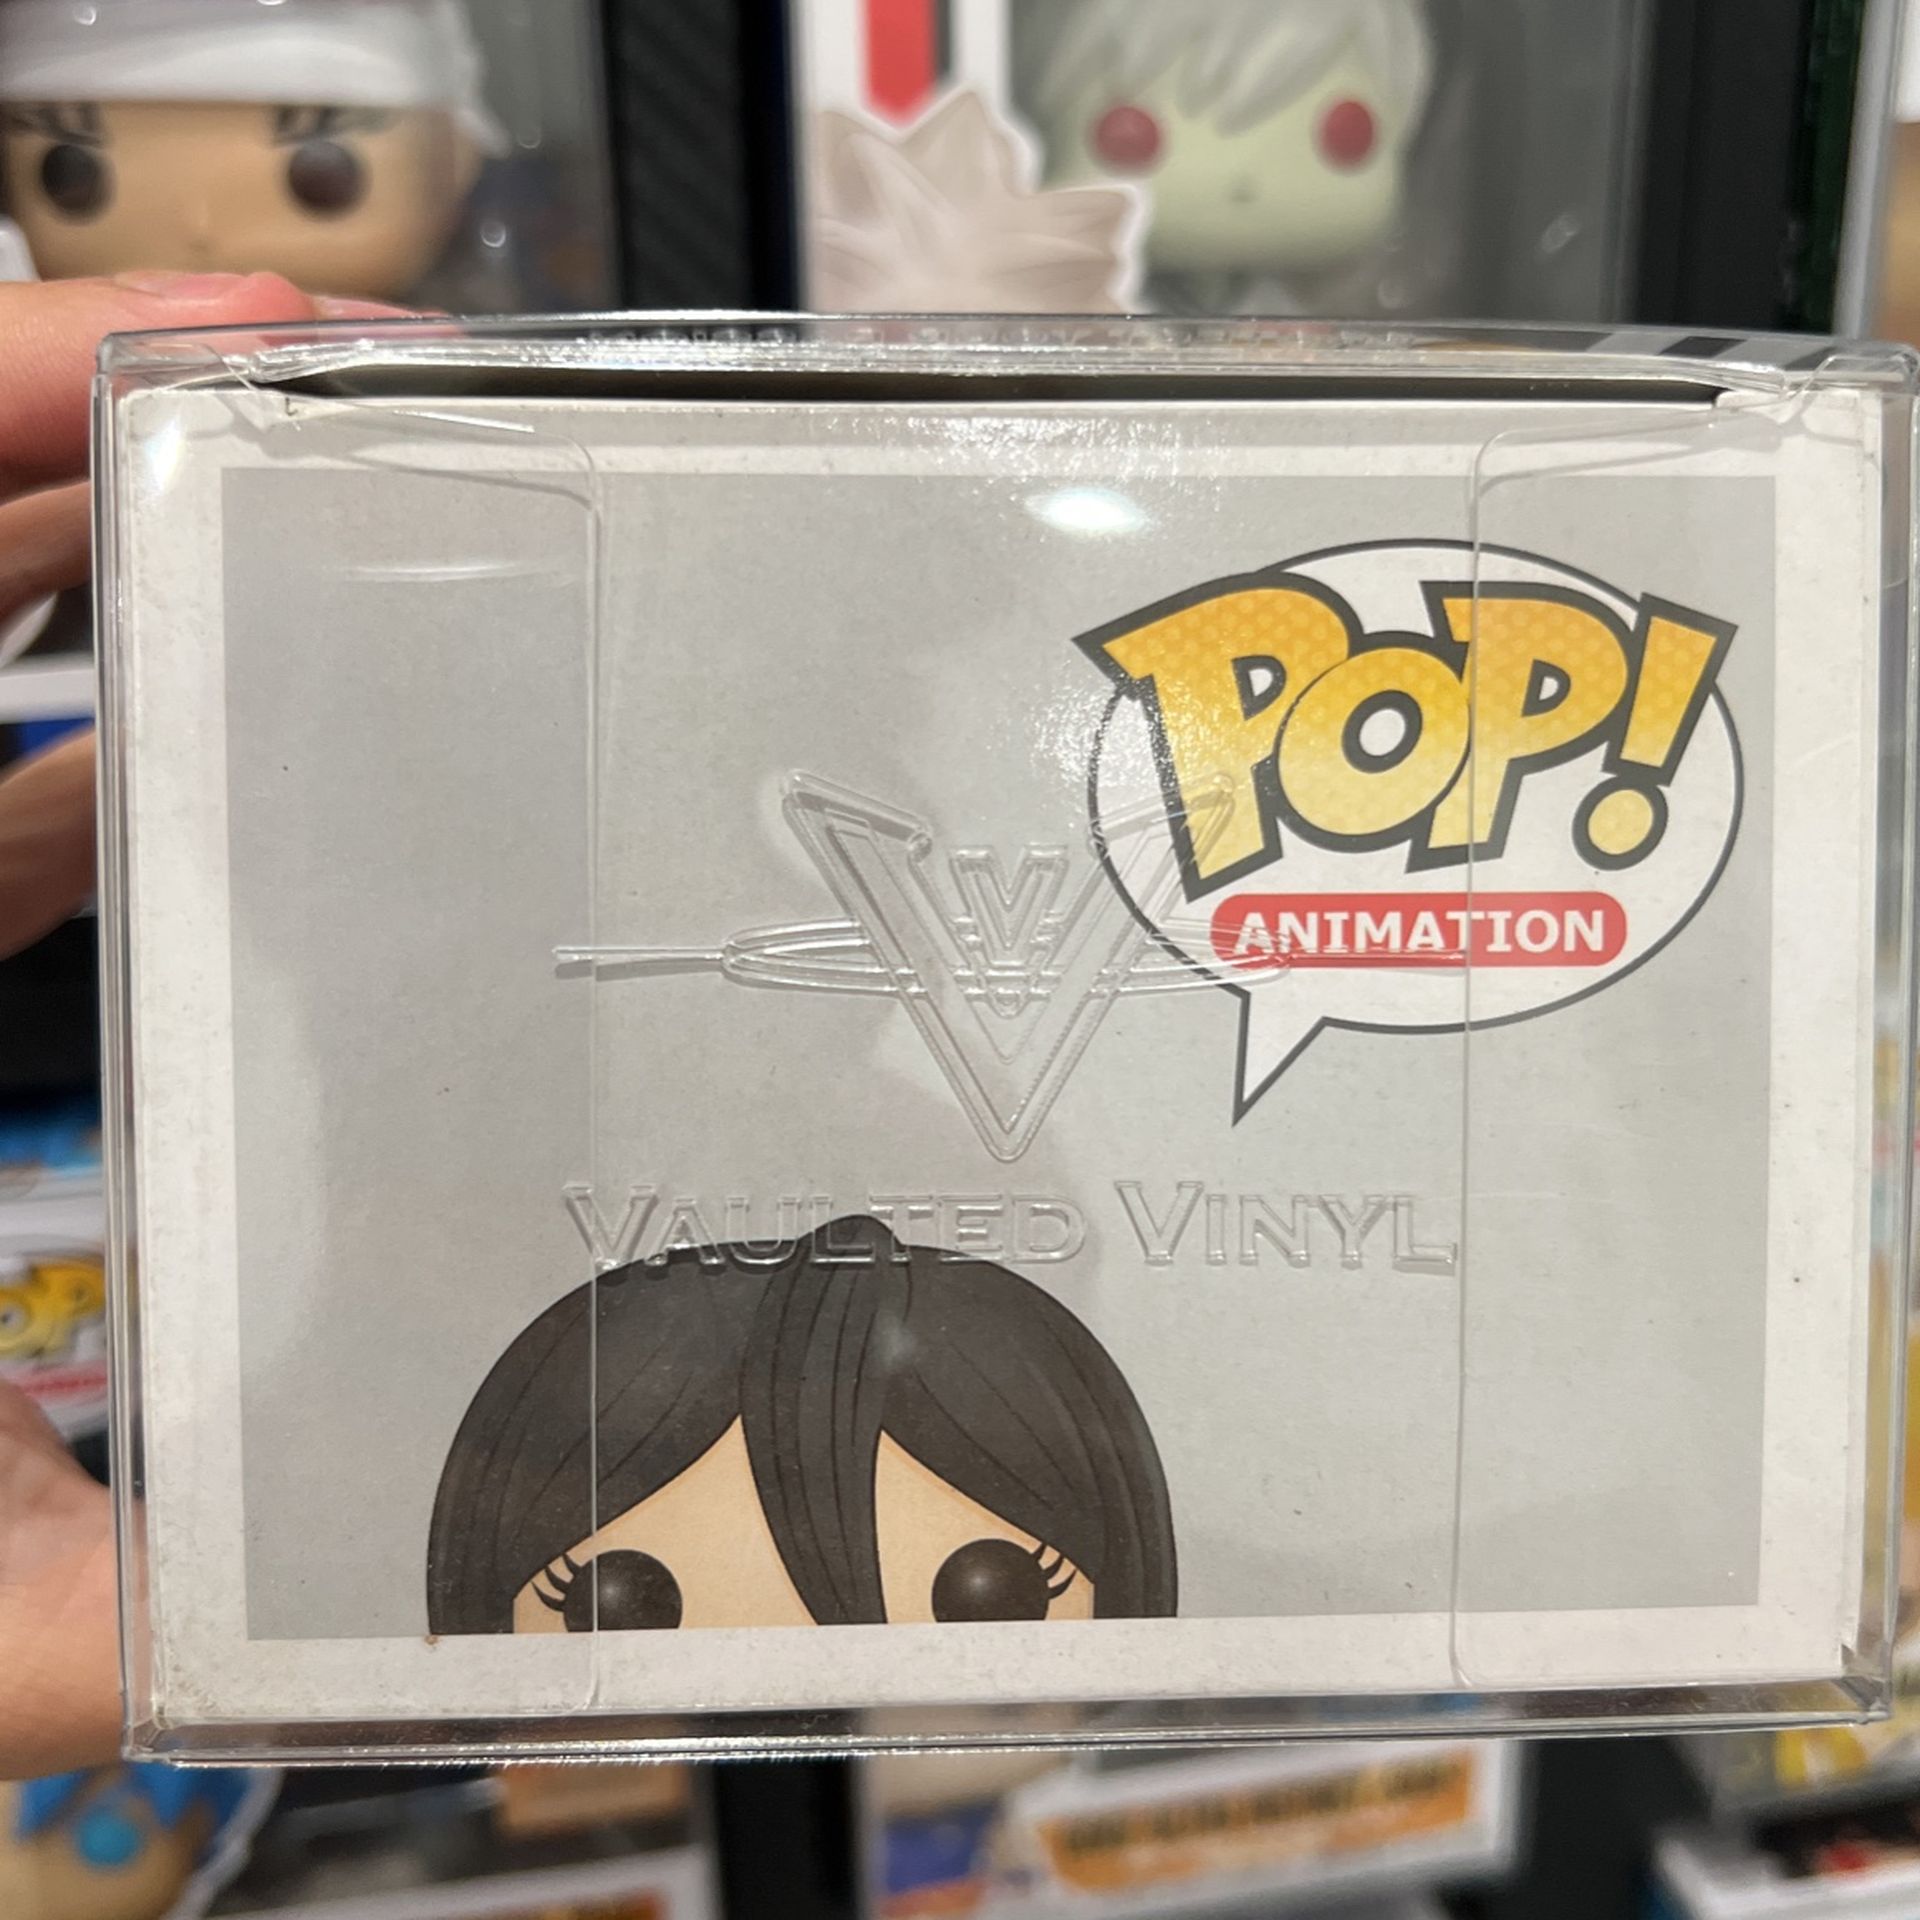 POP!
ANIMATION
V
VAULTED VINYL